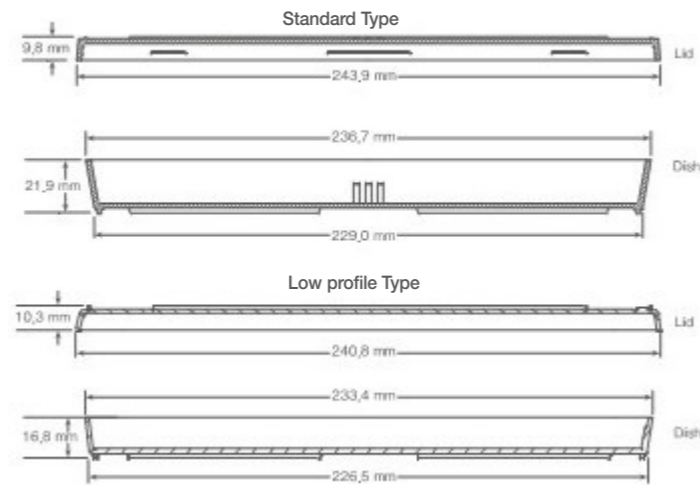 Standard Type
9,8 mm
Lid
243,9 mm
236,7 mm
Dish
21,9 mm
229,0 mm
Low profile Type
10,3 mm
Lid
240,8 mm
233,4 mm
Dish
16,8 mm
226,5 mm